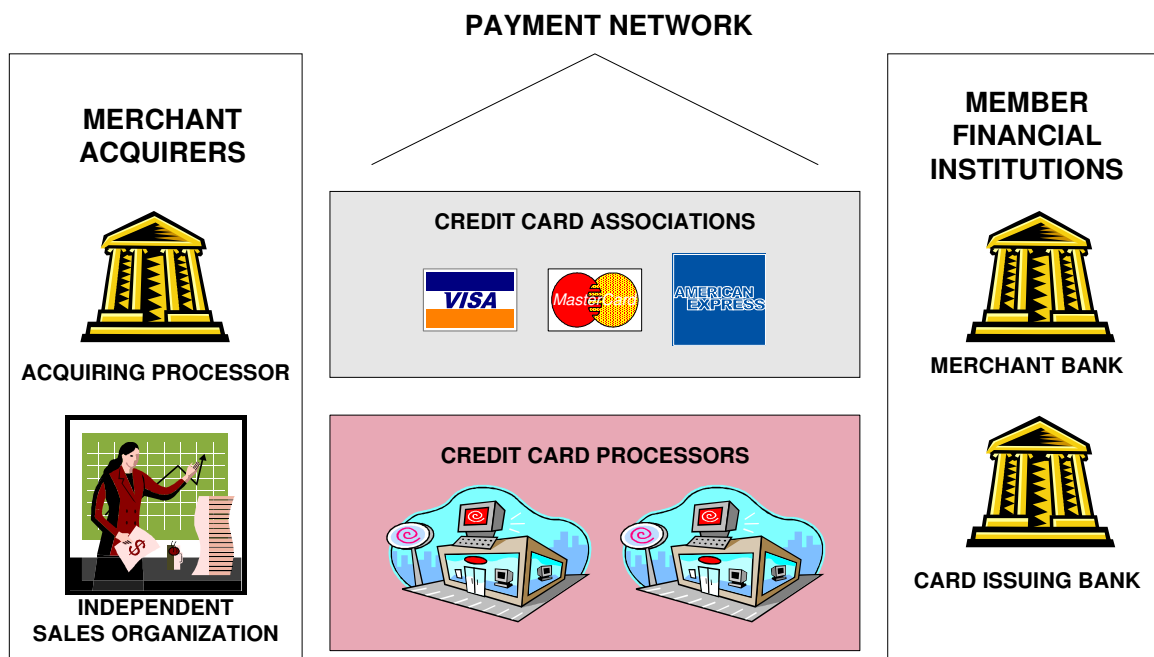 PAYMENT NETWORK
MERCHANT
ACQUIRERS
ACQUIRING PROCESSOR
INDEPENDENT
SALES ORGANIZATION
CREDIT CARD ASSOCIATIONS
VISA
MasterCard
AMERICAN
EXPRESS
CREDIT CARD PROCESSORS
MEMBER
FINANCIAL
INSTITUTIONS
MERCHANT BANK
CARD ISSUING BANK